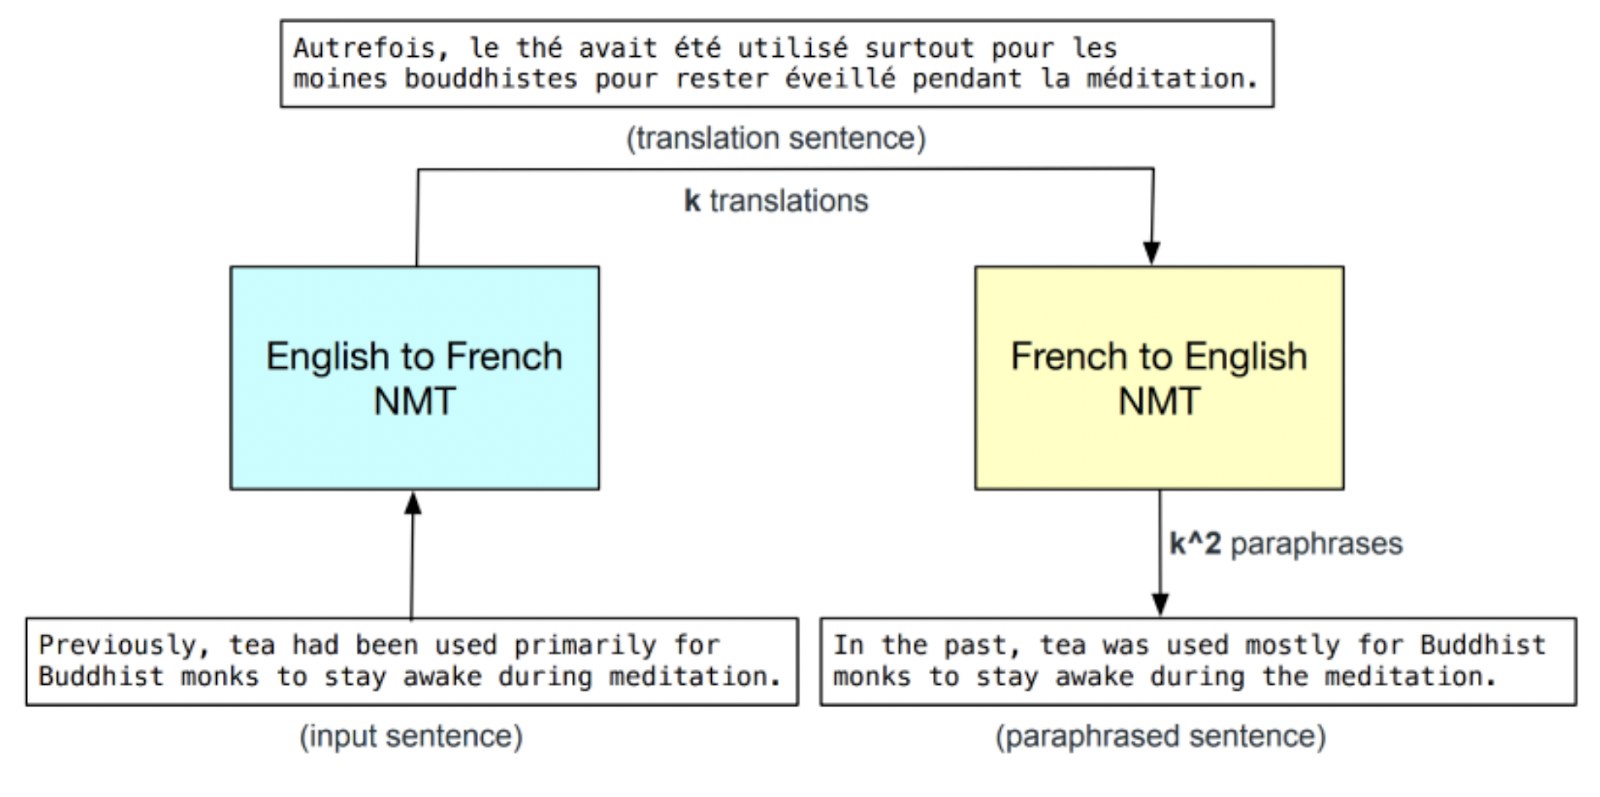 Autrefois, le thé avait été utilisé surtout pour les
moines bouddhistes pour rester éveillé pendant la méditation.
(translation sentence)
k translations
English to French
NMT
French to English
NMT
k^2 paraphrases
Previously, tea had been used primarily for
Buddhist monks to stay awake during meditation.
(input sentence)
In the past, tea was used mostly for Buddhist
monks to stay awake during the meditation.
(paraphrased sentence)